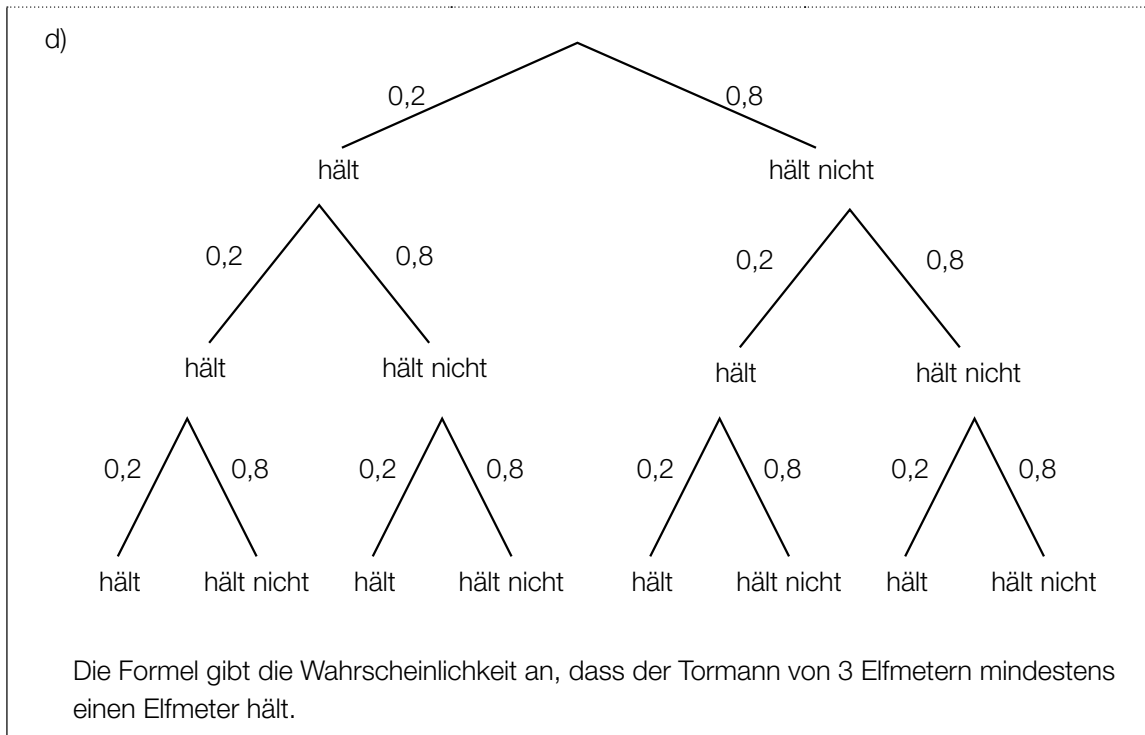 d)
0,2 0,8
hält hält nicht
0,2 0,8 0,2 0,8
hält hält nicht hält hält nicht
0,2 0,8 0,2 0,8 0,2 0,8 0,2 0,8
hält hält nicht hält hält nicht hält hält nicht hält hält nicht
Die Formel gibt die Wahrscheinlichkeit an, dass der Tormann von 3 Elfmetern mindestens
einen Elfmeter hält.